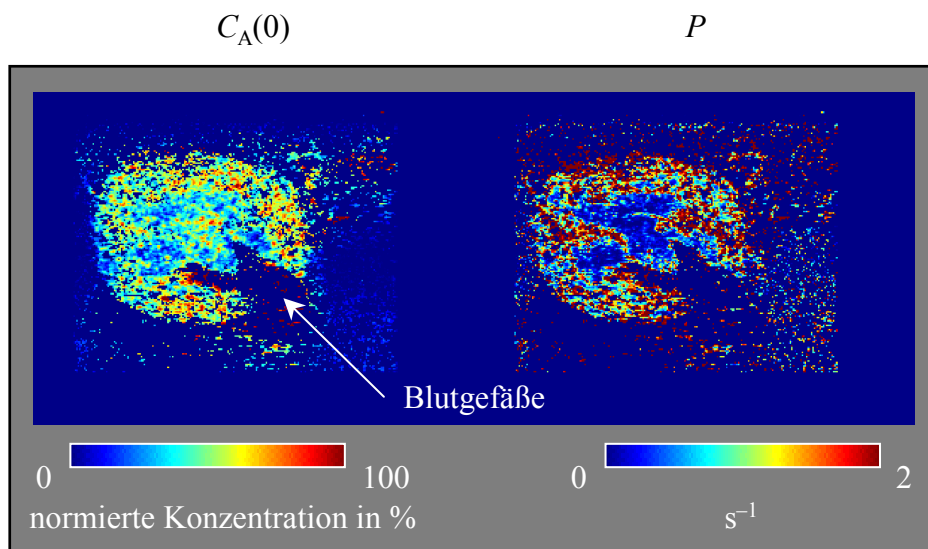 C_A(0)
P
Blutgefäße
0
100
0
2
normierte Konzentration in %
s⁻¹